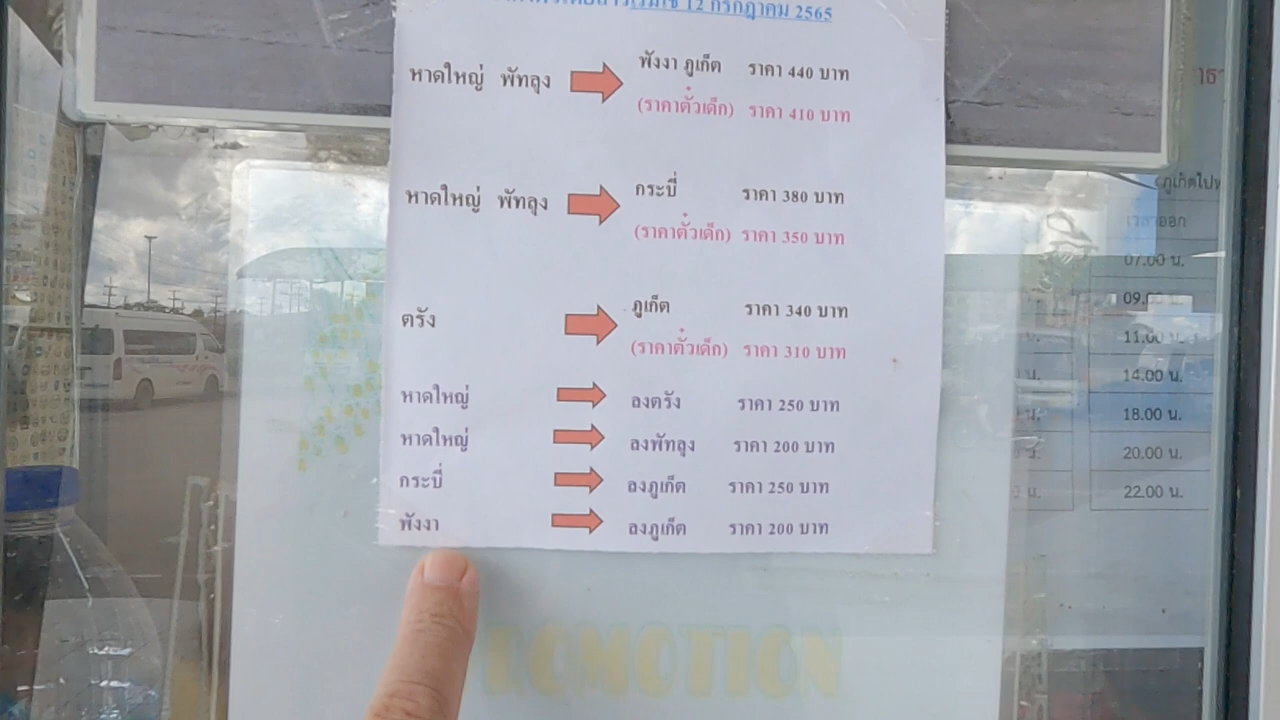 12 กรกฎาคม 2565
หาดใหญ่ พัทลุง พังงา ภูเก็ต ราคา 440 บาท
(ราคาตั๋วเด็ก) ราคา 410 บาท
หาดใหญ่ พัทลุง กระบี่ ราคา 380 บาท
(ราคาตั๋วเด็ก) ราคา 350 บาท
ตรัง ภูเก็ต ราคา 340 บาท
(ราคาตั๋วเด็ก) ราคา 310 บาท
หาดใหญ่ ลงตรัง ราคา 250 บาท
หาดใหญ่ ลงพัทลุง ราคา 200 บาท
กระบี่ ลงภูเก็ต ราคา 250 บาท
พังงา ลงภูเก็ต ราคา 200 บาท
เวลาออก
07.00 น.
11.00 น.
14.00 น.
18.00 น.
20.00 น.
22.00 น.